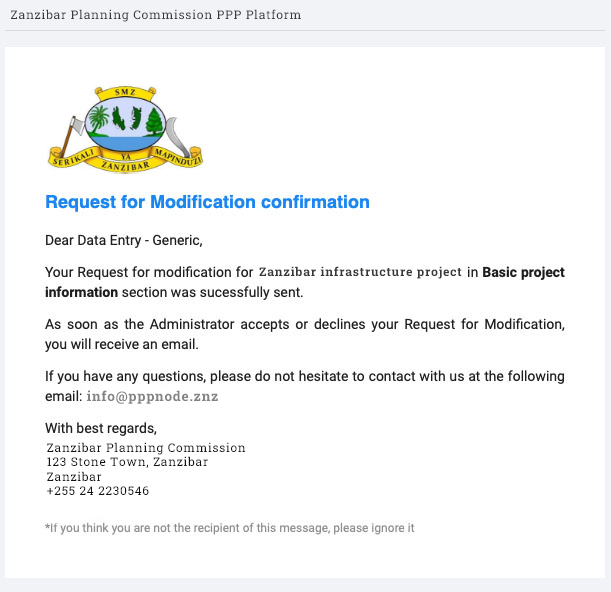 Zanzibar Planning Commission PPP Platform
SMZ
SERIKALI YA MAPINDUZI
ZANZIBAR
Request for Modification confirmation
Dear Data Entry - Generic,
Your Request for modification for Zanzibar infrastructure project in Basic project
information section was sucessfully sent.
As soon as the Administrator accepts or declines your Request for Modification,
you will receive an email.
If you have any questions, please do not hesitate to contact with us at the following
email: info@pppnode.znz
With best regards,
Zanzibar Planning Commission
123 Stone Town, Zanzibar
Zanzibar
+255 24 2230546
*If you think you are not the recipient of this message, please ignore it